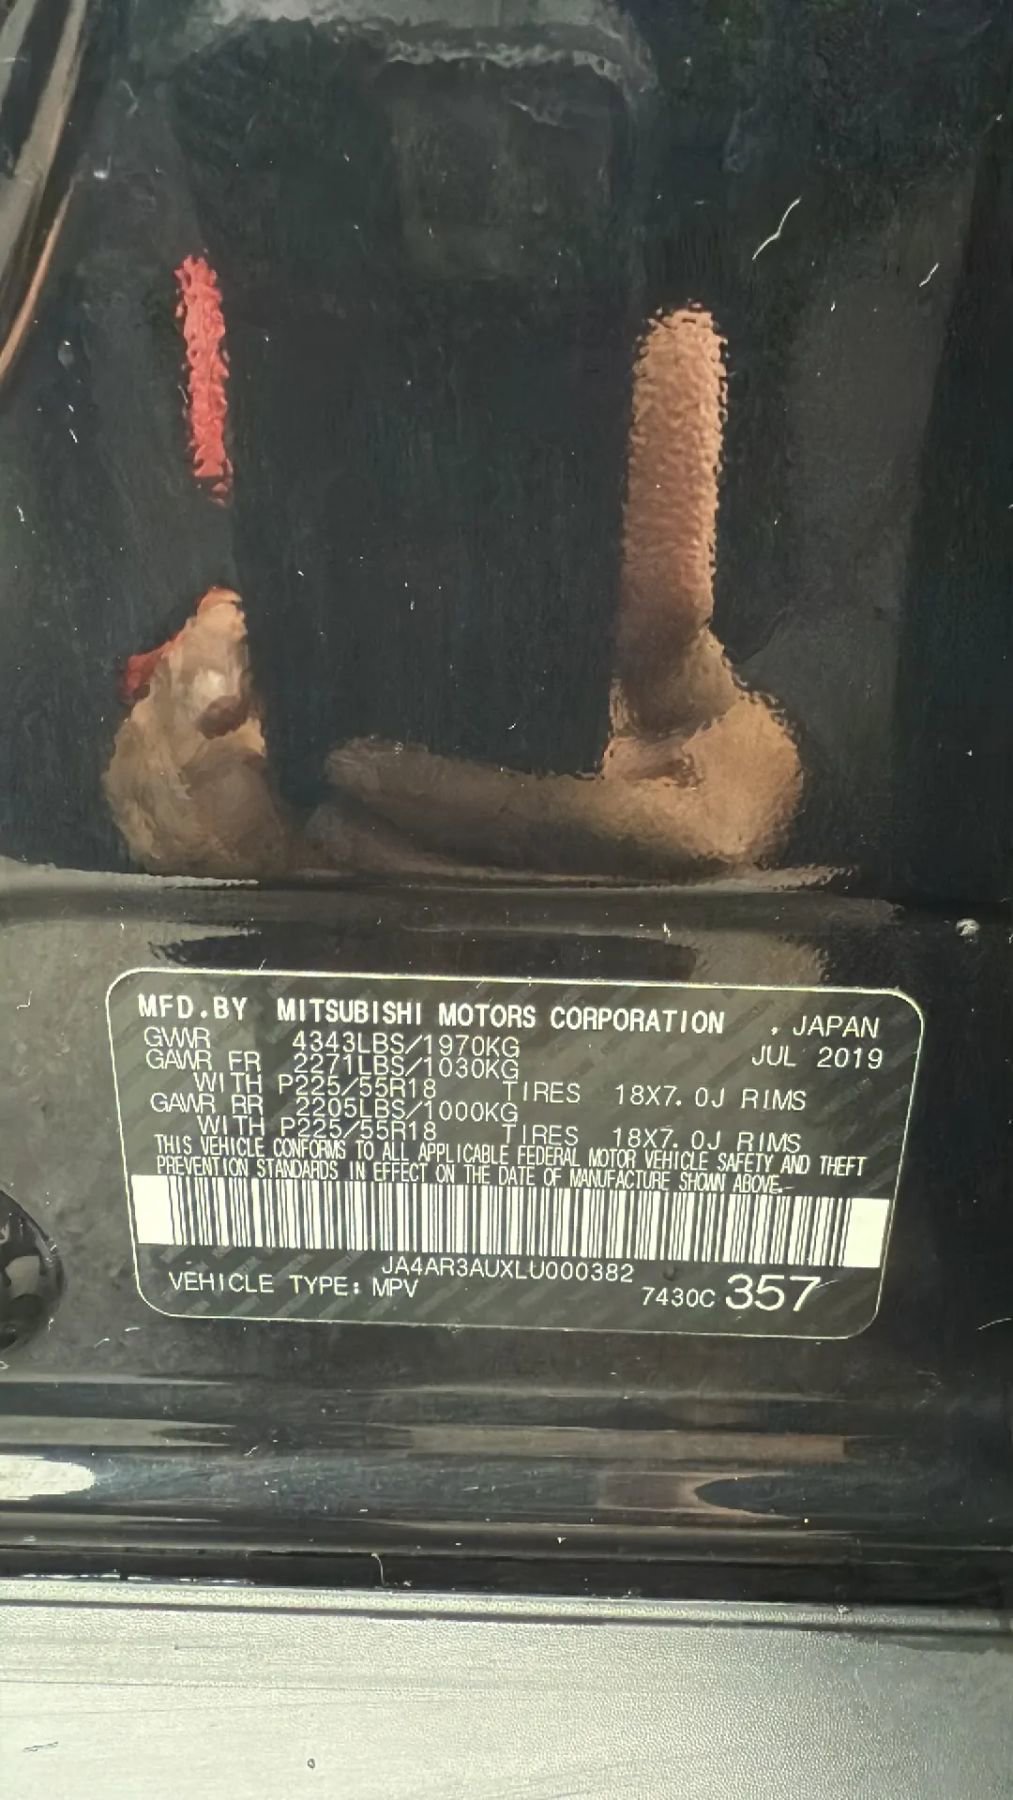 MFD.BY MITSUBISHI MOTORS CORPORATION . JAPAN
GVWR 4343LBS/1970KG JUL 2019
GAWR FR 2271LBS/1030KG
WITH P225/55R18 TIRES 18X7.0J RIMS
GAWR RR 2205LBS/1000KG
WITH P225/55R18 TIRES 18X7.0J RIMS
THIS VEHICLE CONFORMS TO ALL APPLICABLE FEDERAL MOTOR VEHICLE SAFETY AND THEFT
PREVENTION STANDARDS IN EFFECT ON THE DATE OF MANUFACTURE SHOWN ABOVE.
JA4AR3AUXLU000382
VEHICLE TYPE: MPV 7430C 357